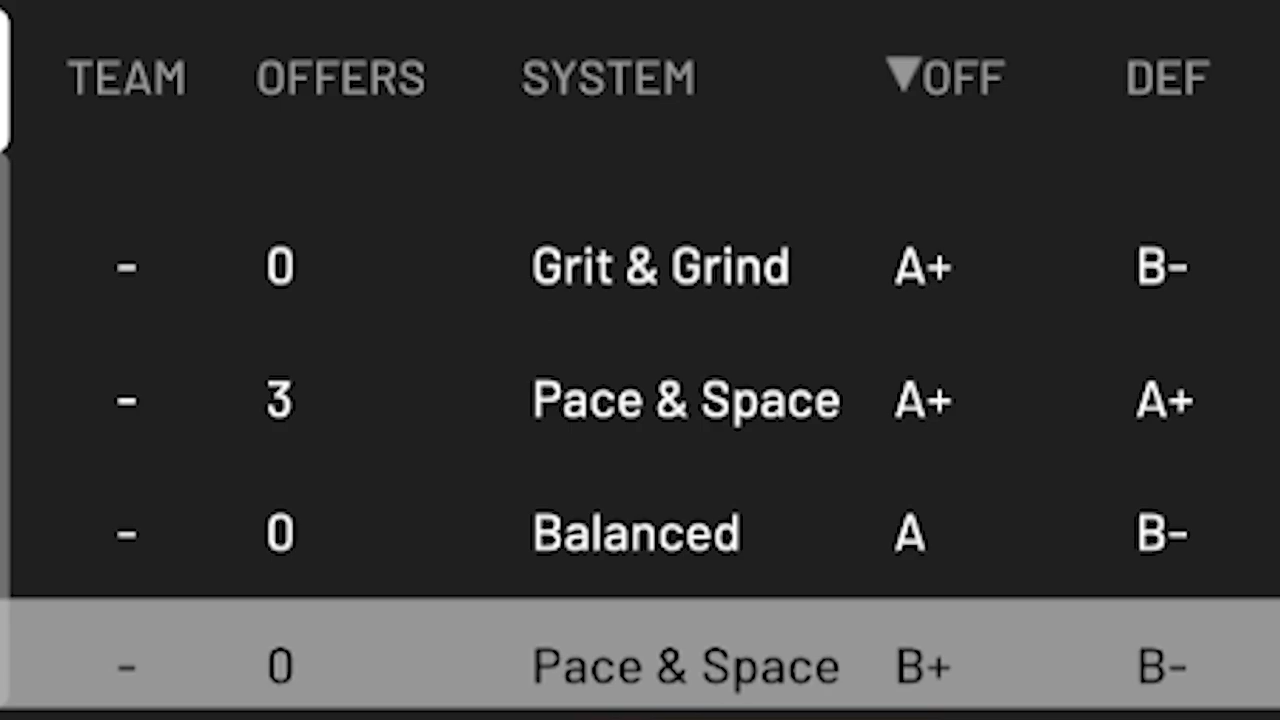 TEAM OFFERS SYSTEM ▼OFF DEF
- 0 Grit & Grind A+ B-
- 3 Pace & Space A+ A+
- 0 Balanced A B-
- 0 Pace & Space B+ B-